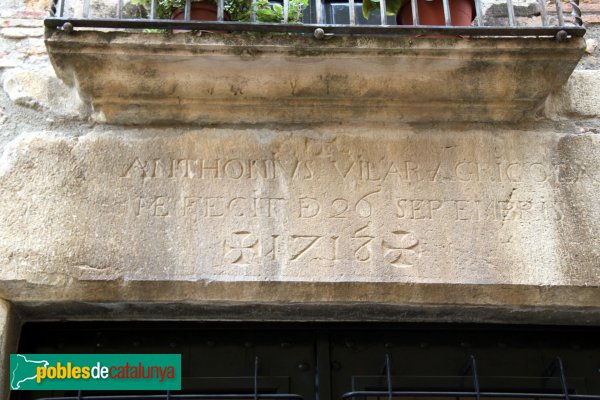 ANTHONIVS VILAR AGRICOLA
ME FECIT D 26 SEPTEMBRIS
✠ 1718 ✠
poblesdecatalunya